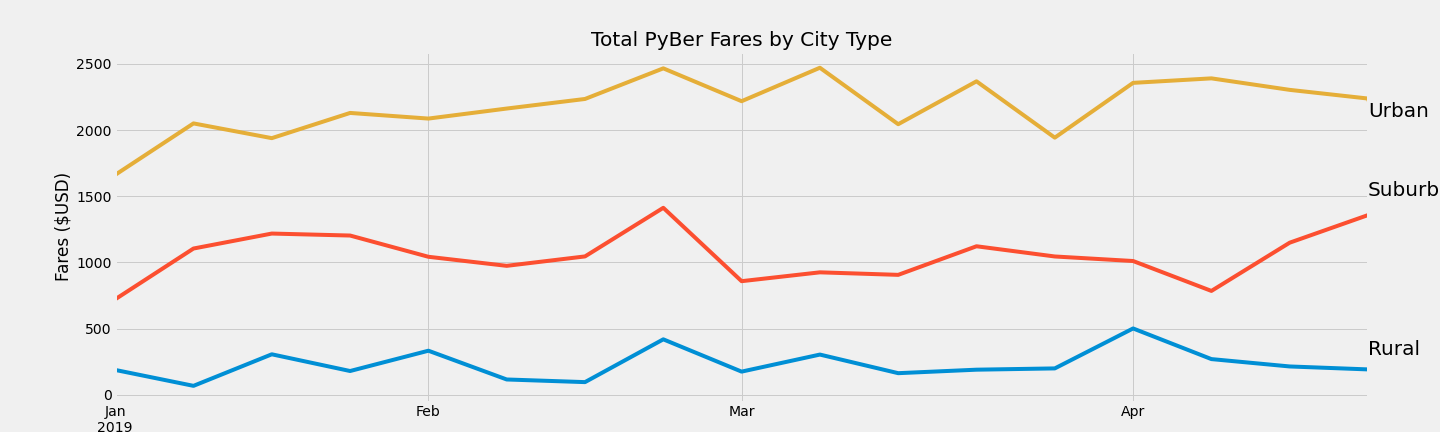 Total PyBer Fares by City Type
Fares ($USD)
2500
2000
1500
1000
500
0
Urban
Suburb
Rural
Jan Feb Mar Apr
2019